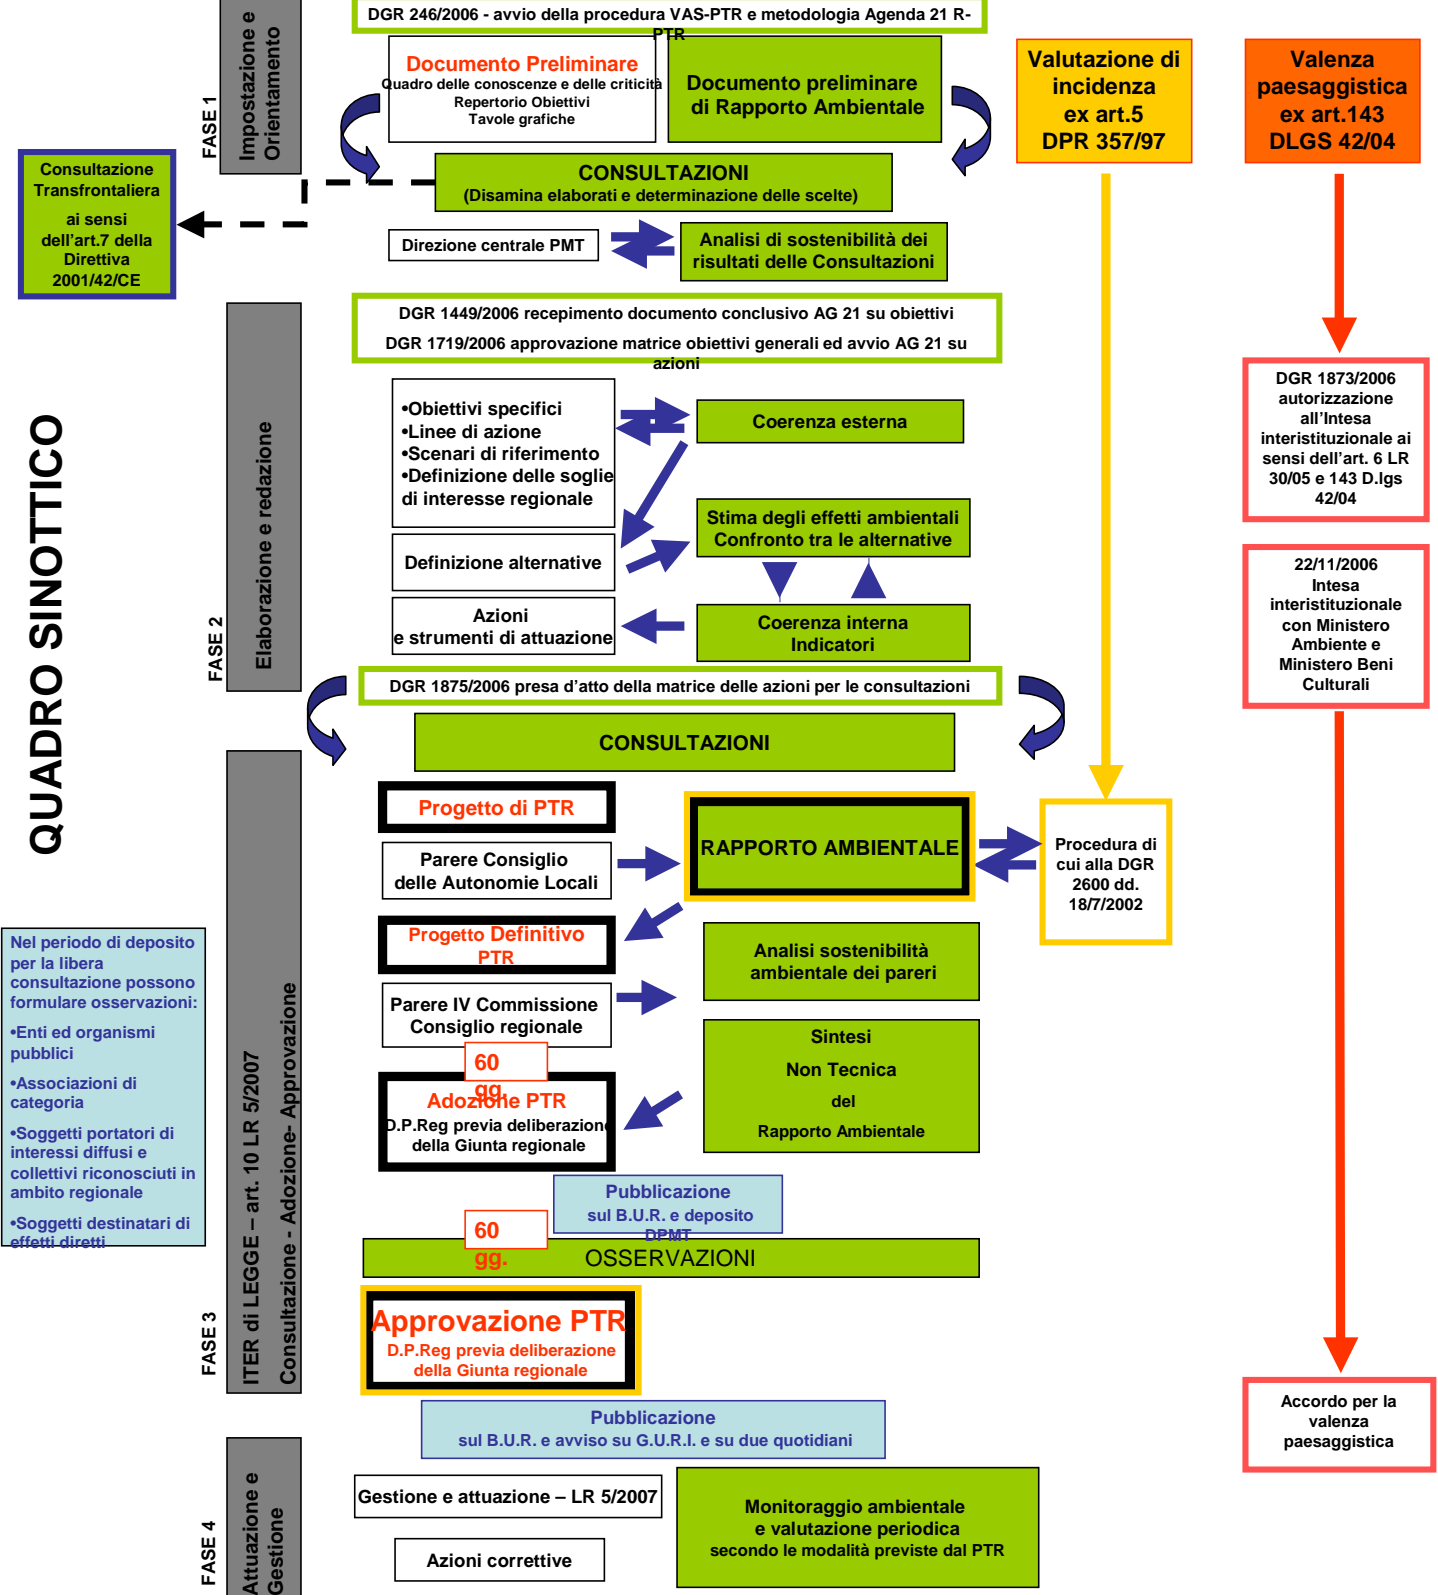 DGR 246/2006 - avvio della procedura VAS-PTR e metodologia Agenda 21 R-
PTR
FASE 1
Impostazione e
Orientamento
Documento Preliminare
Quadro delle conoscenze e delle criticità
Repertorio Obiettivi
Tavole grafiche
Documento preliminare
di Rapporto Ambientale
Valutazione di
incidenza
ex art.5
DPR 357/97
Valenza
paesaggistica
ex art.143
DLGS 42/04
Consultazione
Transfrontaliera
ai sensi
dell’art.7 della
Direttiva
2001/42/CE
CONSULTAZIONI
(Disamina elaborati e determinazione delle scelte)
Direzione centrale PMT
Analisi di sostenibilità dei
risultati delle Consultazioni
QUADRO SINOTTICO
FASE 2
Elaborazione e redazione
DGR 1449/2006 recepimento documento conclusivo AG 21 su obiettivi
DGR 1719/2006 approvazione matrice obiettivi generali ed avvio AG 21 su
azioni
•Obiettivi specifici
•Linee di azione
•Scenari di riferimento
•Definizione delle soglie
di interesse regionale
Coerenza esterna
Stima degli effetti ambientali
Confronto tra le alternative
Definizione alternative
Azioni
e strumenti di attuazione
Coerenza interna
Indicatori
DGR 1873/2006
autorizzazione
all’Intesa
interistituzionale ai
sensi dell’art. 6 LR
30/05 e 143 D.lgs
42/04
22/11/2006
Intesa
interistituzionale
con Ministero
Ambiente e
Ministero Beni
Culturali
DGR 1875/2006 presa d’atto della matrice delle azioni per le consultazioni
CONSULTAZIONI
FASE 3
ITER di LEGGE – art. 10 LR 5/2007
Consultazione - Adozione- Approvazione
Progetto di PTR
Parere Consiglio
delle Autonomie Locali
RAPPORTO AMBIENTALE
Procedura di
cui alla DGR
2600 dd.
18/7/2002
Progetto Definitivo
PTR
Analisi sostenibilità
ambientale dei pareri
Parere IV Commissione
Consiglio regionale
60
gg.
Adozione PTR
D.P.Reg previa deliberazione
della Giunta regionale
Sintesi
Non Tecnica
del
Rapporto Ambientale
Nel periodo di deposito
per la libera
consultazione possono
formulare osservazioni:
•Enti ed organismi
pubblici
•Associazioni di
categoria
•Soggetti portatori di
interessi diffusi e
collettivi riconosciuti in
ambito regionale
•Soggetti destinatari di
effetti diretti
Pubblicazione
sul B.U.R. e deposito
DPMT
60
gg.
OSSERVAZIONI
Approvazione PTR
D.P.Reg previa deliberazione
della Giunta regionale
Pubblicazione
sul B.U.R. e avviso su G.U.R.I. e su due quotidiani
Accordo per la
valenza
paesaggistica
FASE 4
Attuazione e
Gestione
Gestione e attuazione – LR 5/2007
Azioni correttive
Monitoraggio ambientale
e valutazione periodica
secondo le modalità previste dal PTR